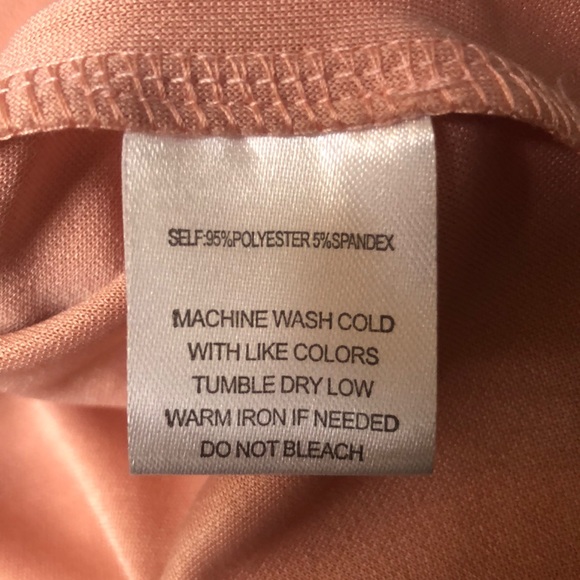 SELF:95%POLYESTER 5%SPANDEX
MACHINE WASH COLD
WITH LIKE COLORS
TUMBLE DRY LOW
WARM IRON IF NEEDED
DO NOT BLEACH